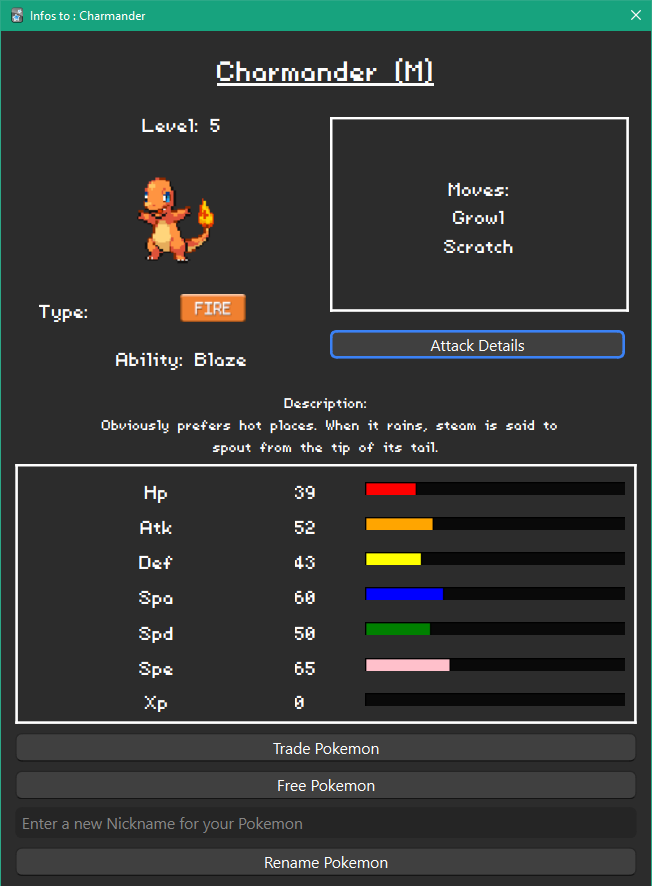 Infos to : Charmander
Charmander (M)
Level: 5
Moves:
Growl
Scratch
Type:
FIRE
Attack Details
Ability: Blaze
Description:
Obviously prefers hot places. When it rains, steam is said to
spout from the tip of its tail.
Hp 39
Atk 52
Def 43
Spa 60
Spd 50
Spe 65
Xp 0
Trade Pokemon
Free Pokemon
Enter a new Nickname for your Pokemon
Rename Pokemon